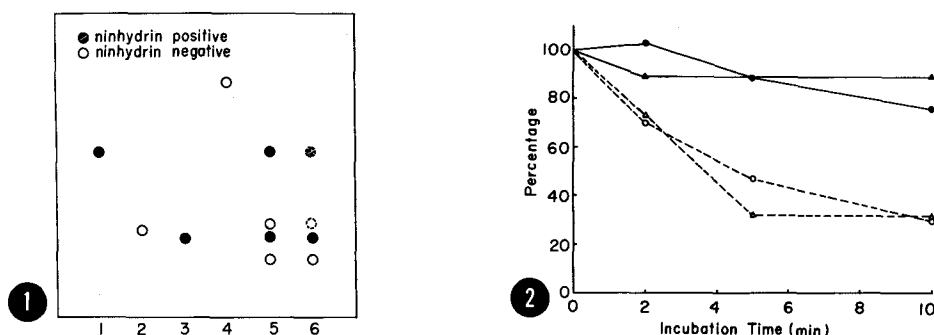 ninhydrin positive
ninhydrin negative
1
1 2 3 4 5 6
100
80
60
40
20
0
Percentage
0 2 4 6 8 10
Incubation Time (min)
2